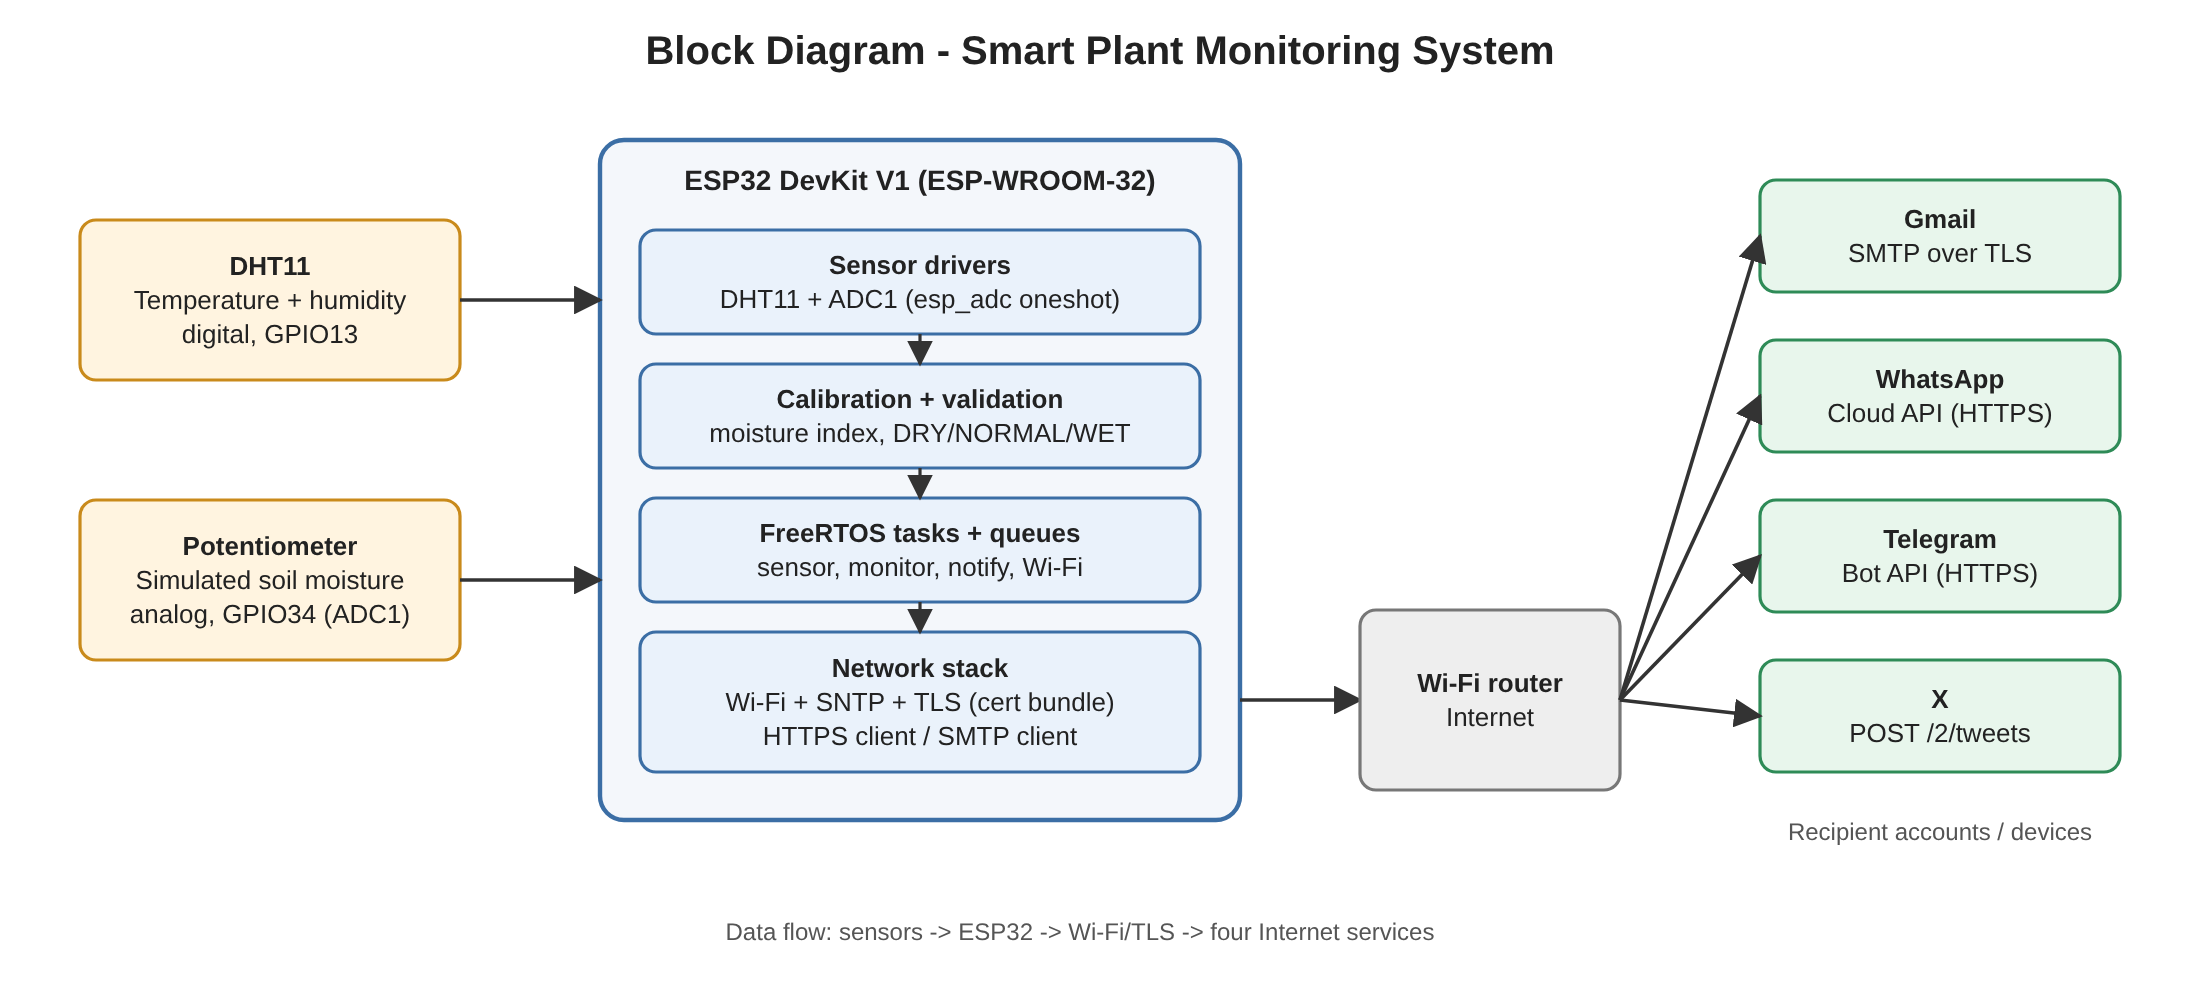 Block Diagram - Smart Plant Monitoring System
DHT11
Temperature + humidity
digital, GPIO13
Potentiometer
Simulated soil moisture
analog, GPIO34 (ADC1)
ESP32 DevKit V1 (ESP-WROOM-32)
Sensor drivers
DHT11 + ADC1 (esp_adc oneshot)
Calibration + validation
moisture index, DRY/NORMAL/WET
FreeRTOS tasks + queues
sensor, monitor, notify, Wi-Fi
Network stack
Wi-Fi + SNTP + TLS (cert bundle)
HTTPS client / SMTP client
Wi-Fi router
Internet
Gmail
SMTP over TLS
WhatsApp
Cloud API (HTTPS)
Telegram
Bot API (HTTPS)
X
POST /2/tweets
Recipient accounts / devices
Data flow: sensors -> ESP32 -> Wi-Fi/TLS -> four Internet services